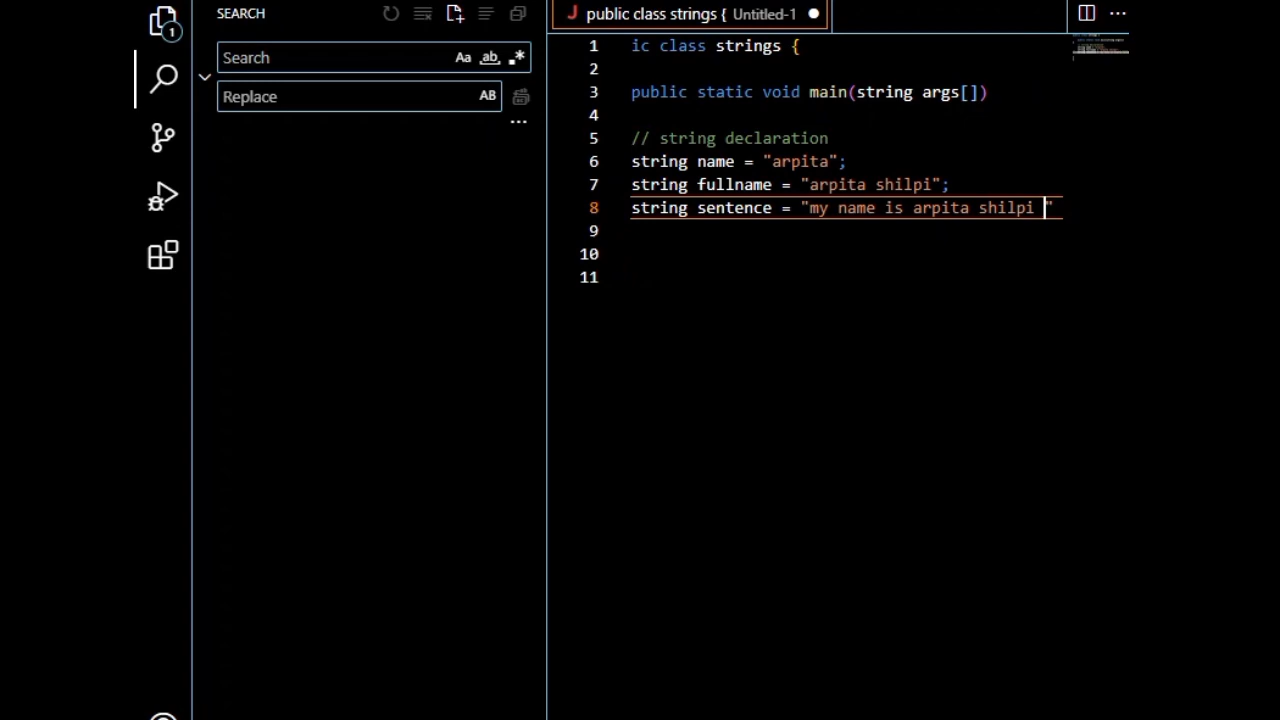 SEARCH
public class strings { Untitled-1
1
Search
Aa ab
Replace
AB
1 ic class strings {
2
3 public static void main(string args[])
4
5 // string declaration
6 string name = "arpita";
7 string fullname = "arpita shilpi";
8 string sentence = "my name is arpita shilpi "
9
10
11